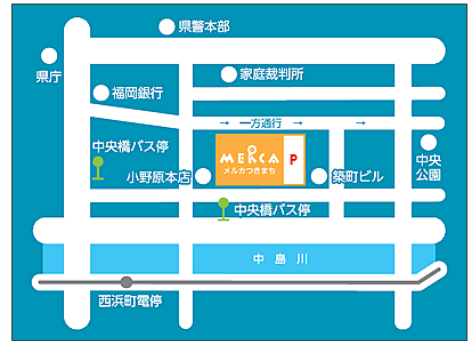 県警本部
県庁
家庭裁判所
福岡銀行
→ 一方通行 → →
中央橋バス停
MERCA
メルカつきまち
P
小野原本店
築町ビル
中央
公園
中央橋バス停
中島川
西浜町電停